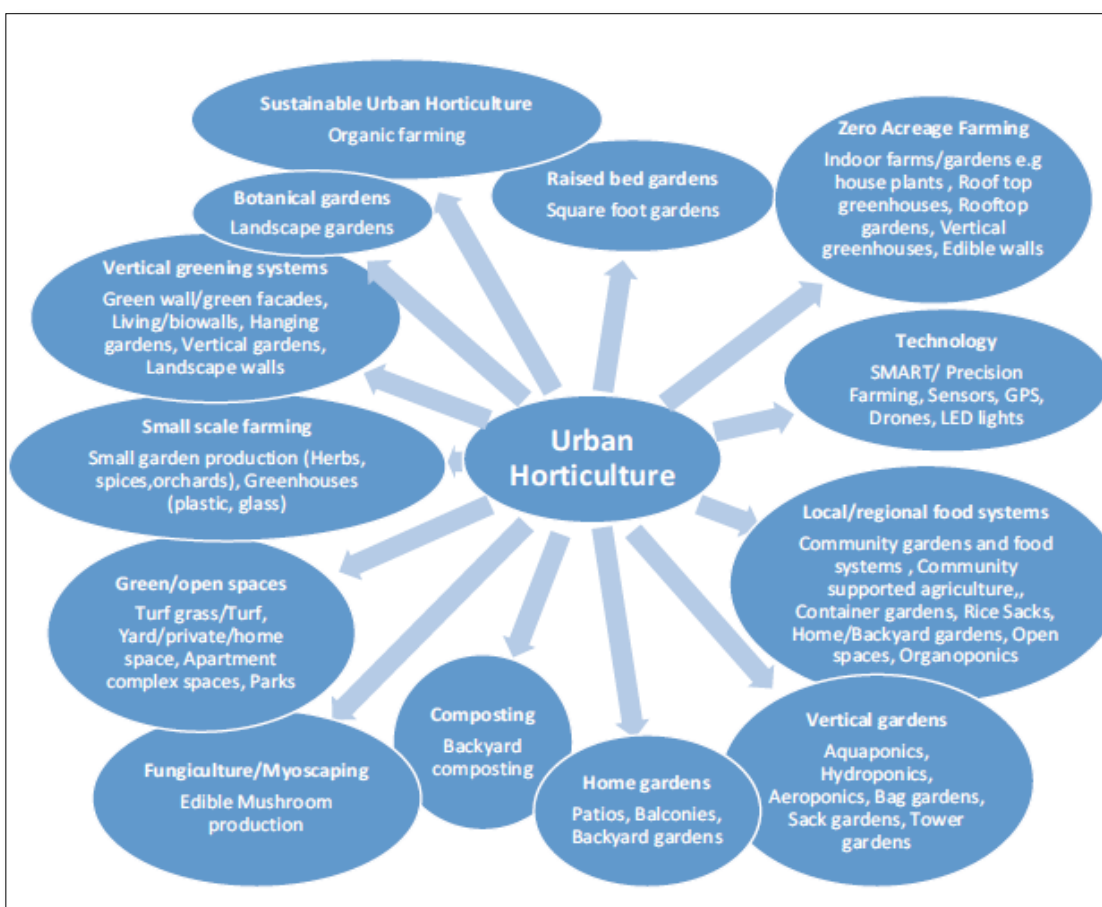 Sustainable Urban Horticulture
Organic farming
Raised bed gardens
Square foot gardens
Zero Acreage Farming
Indoor farms/gardens e.g
house plants , Roof top
greenhouses, Rooftop
gardens, Vertical
greenhouses, Edible walls
Botanical gardens
Landscape gardens
Vertical greening systems
Green wall/green facades,
Living/biowalls, Hanging
gardens, Vertical gardens,
Landscape walls
Technology
SMART/ Precision
Farming, Sensors, GPS,
Drones, LED lights
Small scale farming
Small garden production (Herbs,
spices,orchards), Greenhouses
(plastic, glass)
Urban
Horticulture
Local/regional food systems
Community gardens and food
systems , Community
supported agriculture,,
Container gardens, Rice Sacks,
Home/Backyard gardens, Open
spaces, Organoponics
Green/open spaces
Turf grass/Turf,
Yard/private/home
space, Apartment
complex spaces, Parks
Composting
Backyard
composting
Vertical gardens
Aquaponics,
Hydroponics,
Aeroponics, Bag gardens,
Sack gardens, Tower
gardens
Fungiculture/Myoscaping
Edible Mushroom
production
Home gardens
Patios, Balconies,
Backyard gardens